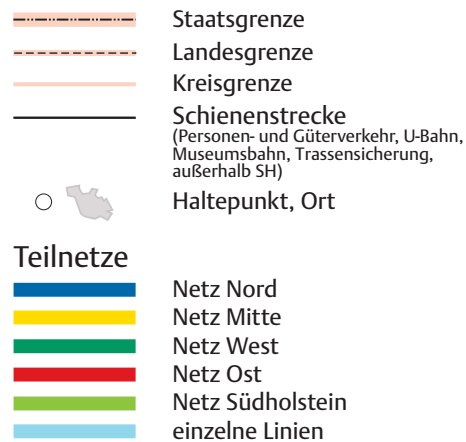 Staatsgrenze
Landesgrenze
Kreisgrenze
Schienenstrecke
(Personen- und Güterverkehr, U-Bahn,
Museumsbahn, Trassensicherung,
außerhalb SH)
Haltepunkt, Ort
Teilnetze
Netz Nord
Netz Mitte
Netz West
Netz Ost
Netz Südholstein
einzelne Linien